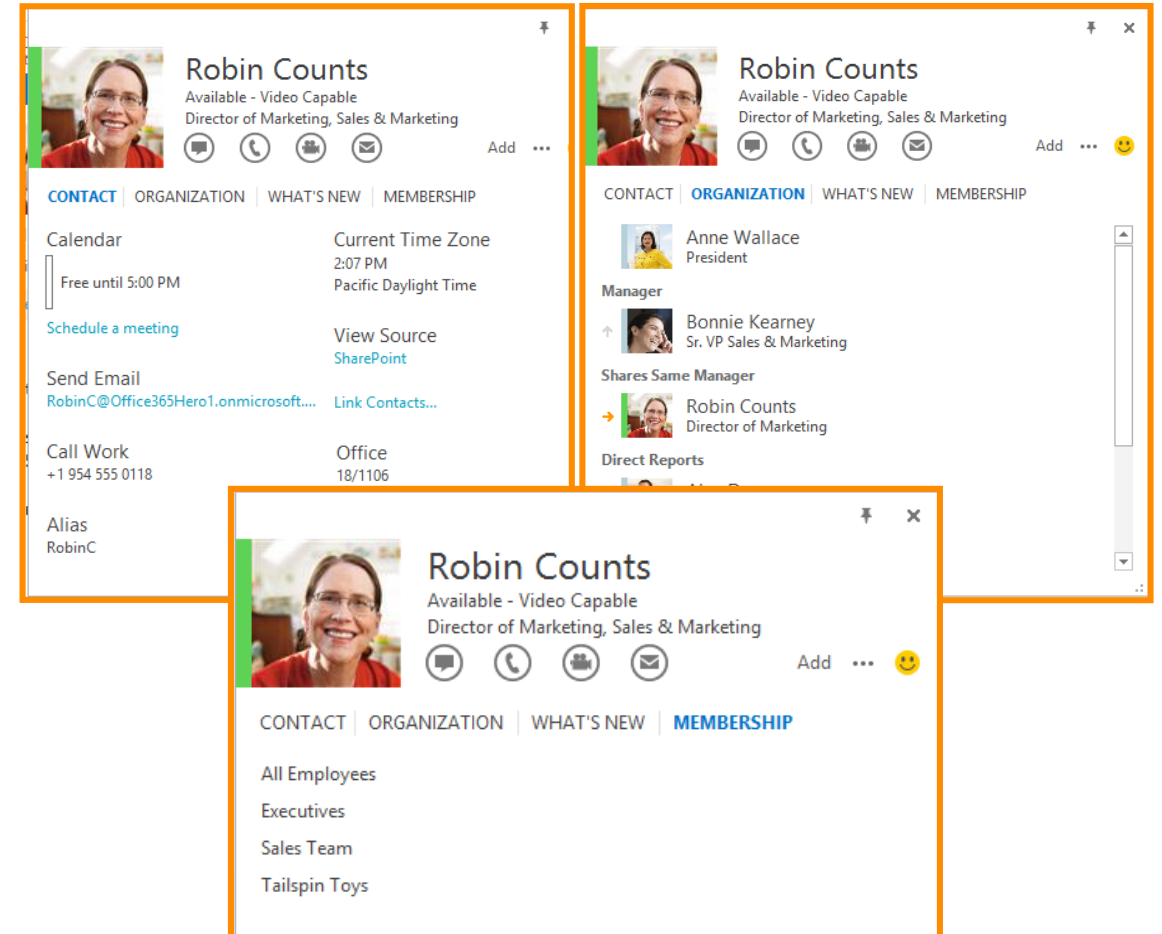 Robin Counts
Available - Video Capable
Director of Marketing, Sales & Marketing
Add
CONTACT ORGANIZATION WHAT'S NEW MEMBERSHIP
Calendar
Free until 5:00 PM
Schedule a meeting
Send Email
RobinC@Office365Hero1.onmicrosoft....
Call Work
+1 954 555 0118
Alias
RobinC
Current Time Zone
2:07 PM
Pacific Daylight Time
View Source
SharePoint
Link Contacts...
Office
18/1106
Robin Counts
Available - Video Capable
Director of Marketing, Sales & Marketing
Add
CONTACT ORGANIZATION WHAT'S NEW MEMBERSHIP
Anne Wallace
President
Manager
Bonnie Kearney
Sr. VP Sales & Marketing
Shares Same Manager
Robin Counts
Director of Marketing
Direct Reports
Robin Counts
Available - Video Capable
Director of Marketing, Sales & Marketing
Add
CONTACT ORGANIZATION WHAT'S NEW MEMBERSHIP
All Employees
Executives
Sales Team
Tailspin Toys